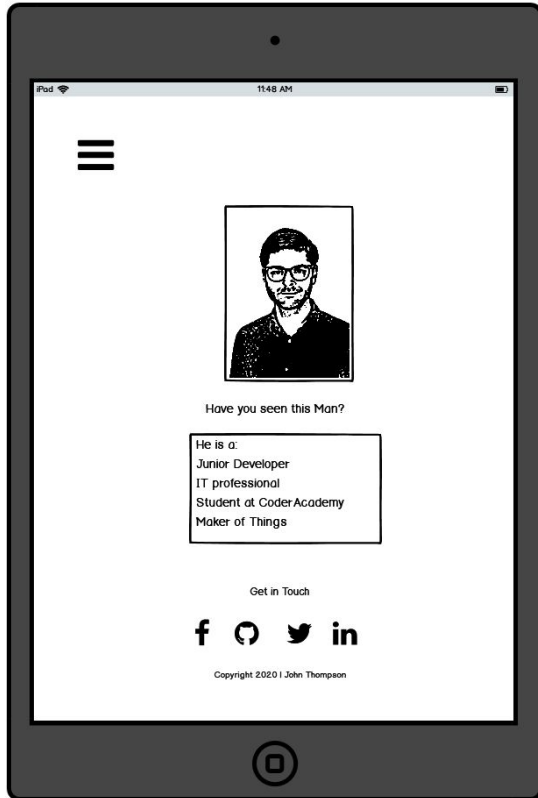 iPad 11:48 AM
Have you seen this Man?
He is a:
Junior Developer
IT professional
Student at CoderAcademy
Maker of Things
Get in Touch
f in
Copyright 2020 | John Thompson